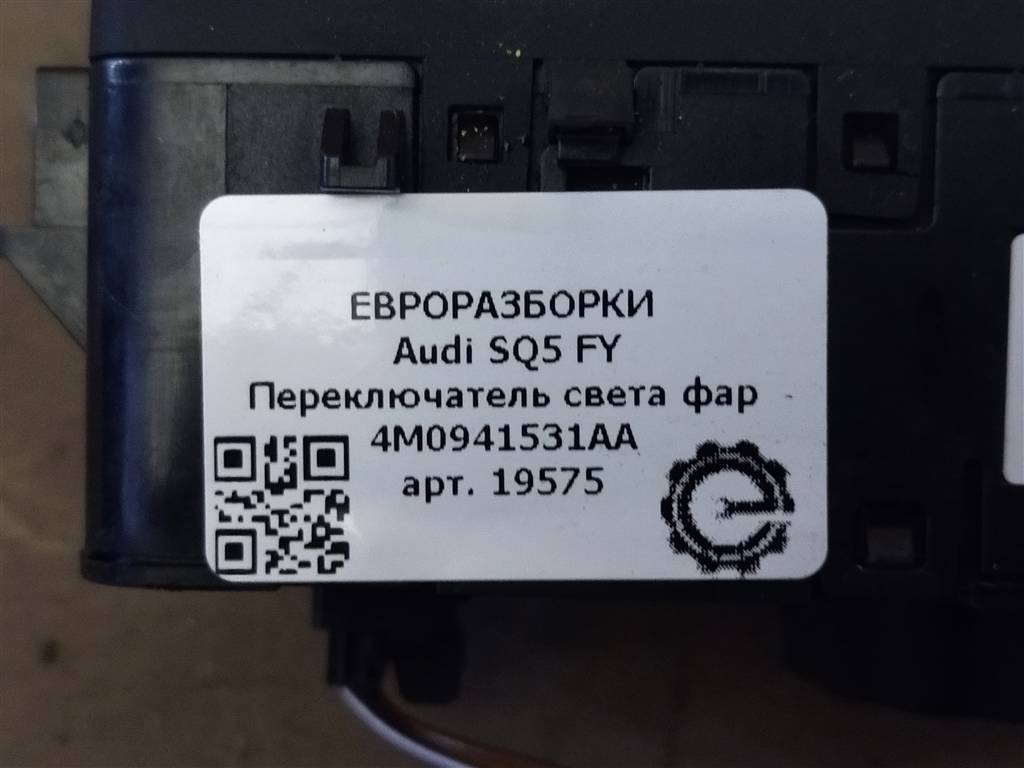 ЕВРОРАЗБОРКИ
Audi SQ5 FY
Переключатель света фар
4M0941531AA
арт. 19575